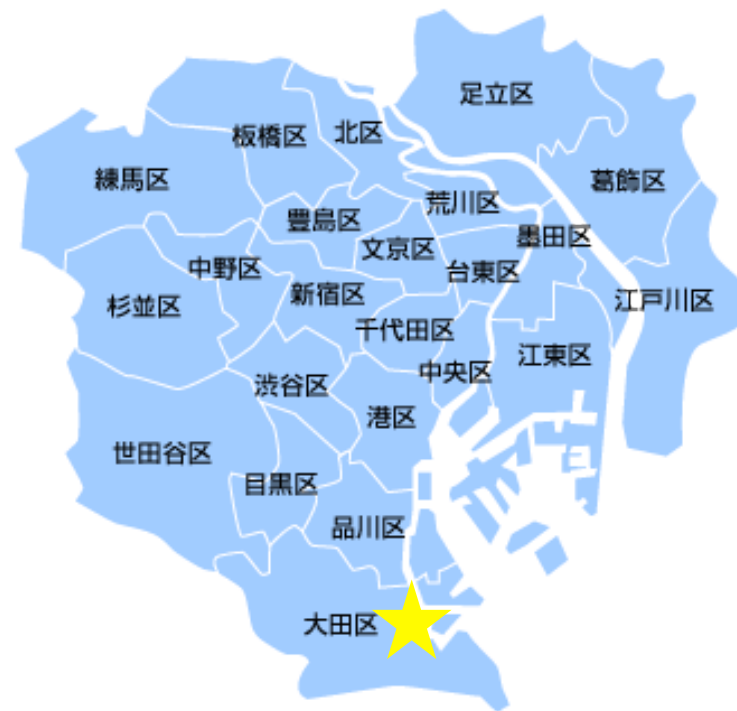 足立区
板橋区
北区
練馬区
葛飾区
荒川区
豊島区
文京区
墨田区
中野区
台東区
杉並区
新宿区
江戸川区
千代田区
江東区
中央区
渋谷区
港区
世田谷区
目黒区
品川区
大田区